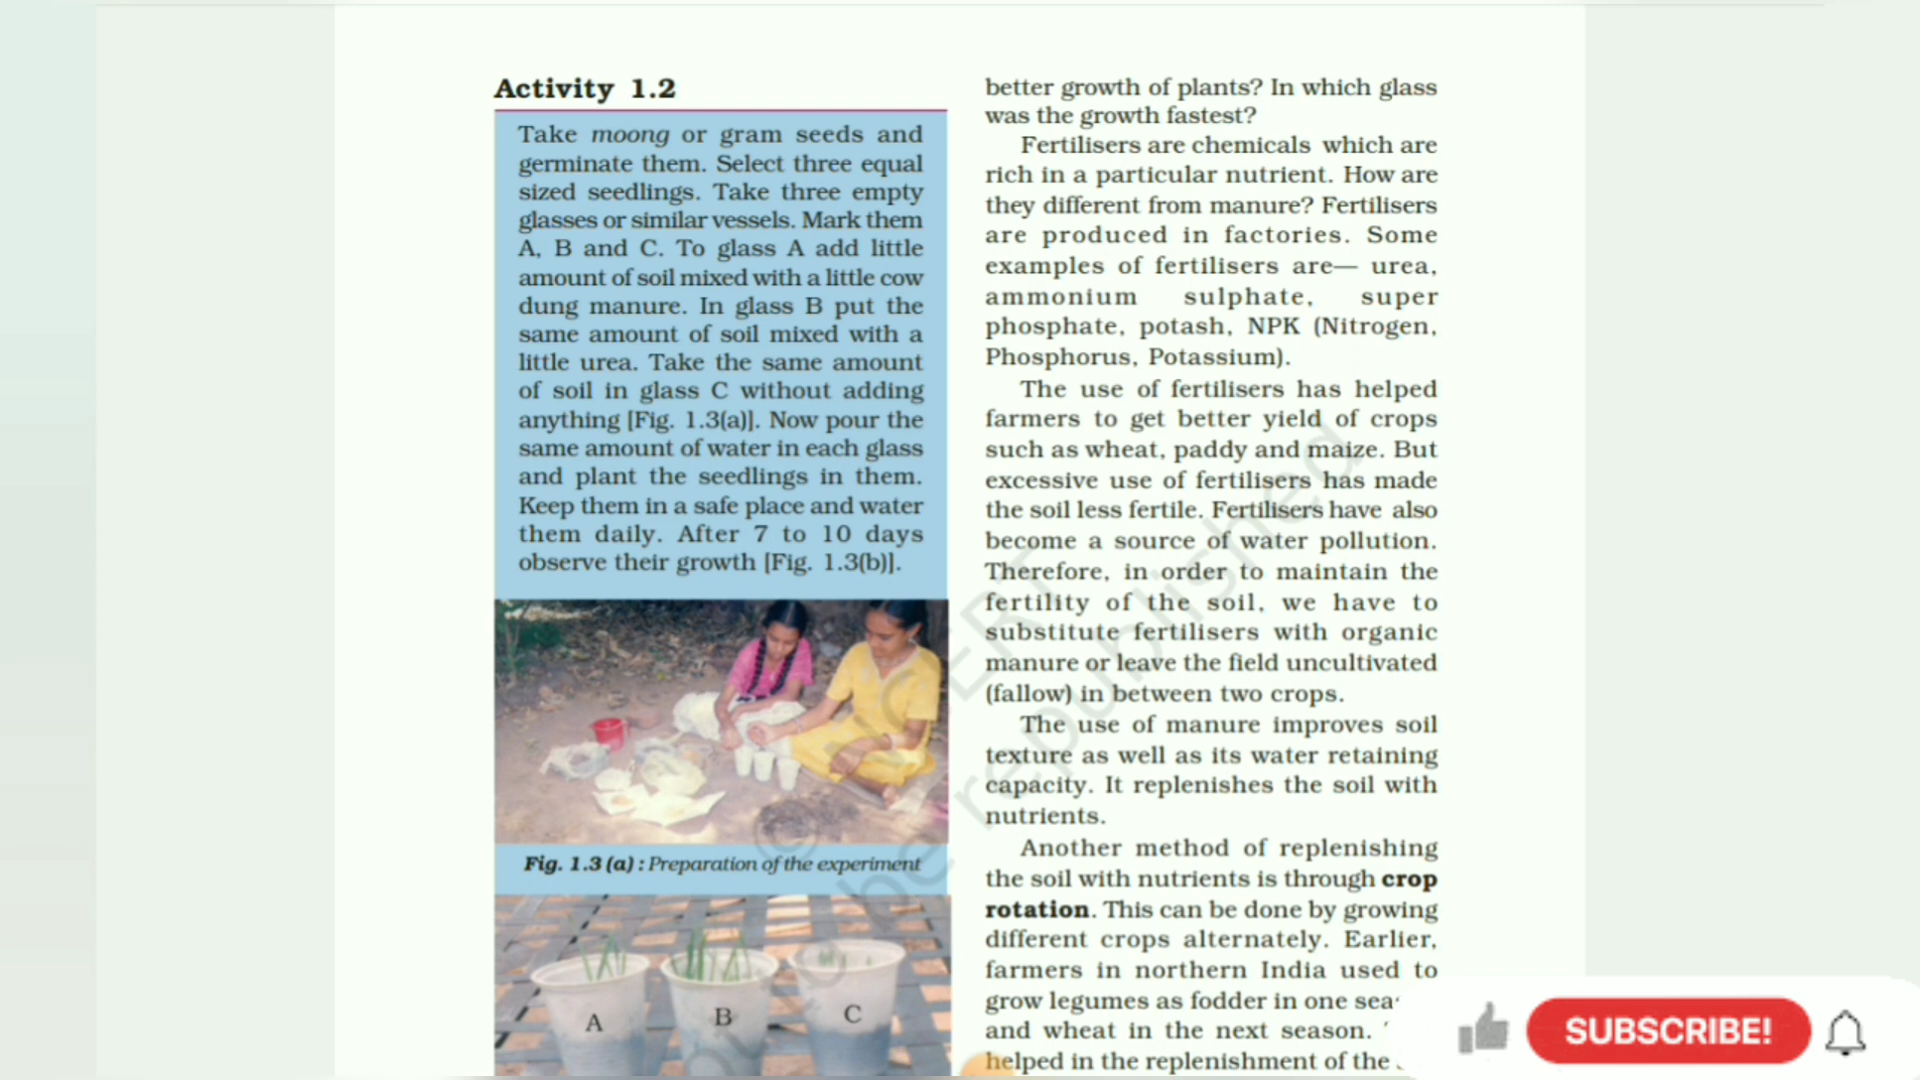 Activity 1.2
Take moong or gram seeds and
germinate them. Select three equal
sized seedlings. Take three empty
glasses or similar vessels. Mark them
A, B and C. To glass A add little
amount of soil mixed with a little cow
dung manure. In glass B put the
same amount of soil mixed with a
little urea. Take the same amount
of soil in glass C without adding
anything [Fig. 1.3(a)]. Now pour the
same amount of water in each glass
and plant the seedlings in them.
Keep them in a safe place and water
them daily. After 7 to 10 days
observe their growth [Fig. 1.3(b)].
Fig. 1.3 (a) : Preparation of the experiment
A
B
C
better growth of plants? In which glass
was the growth fastest?
Fertilisers are chemicals which are
rich in a particular nutrient. How are
they different from manure? Fertilisers
are produced in factories. Some
examples of fertilisers are— urea,
ammonium sulphate, super
phosphate, potash, NPK (Nitrogen,
Phosphorus, Potassium).
The use of fertilisers has helped
farmers to get better yield of crops
such as wheat, paddy and maize. But
excessive use of fertilisers has made
the soil less fertile. Fertilisers have also
become a source of water pollution.
Therefore, in order to maintain the
fertility of the soil, we have to
substitute fertilisers with organic
manure or leave the field uncultivated
(fallow) in between two crops.
The use of manure improves soil
texture as well as its water retaining
capacity. It replenishes the soil with
nutrients.
Another method of replenishing
the soil with nutrients is through crop
rotation. This can be done by growing
different crops alternately. Earlier,
farmers in northern India used to
grow legumes as fodder in one
and wheat in the next season.
helped in the replenishment of the
© NCERT
be republished
SUBSCRIBE!